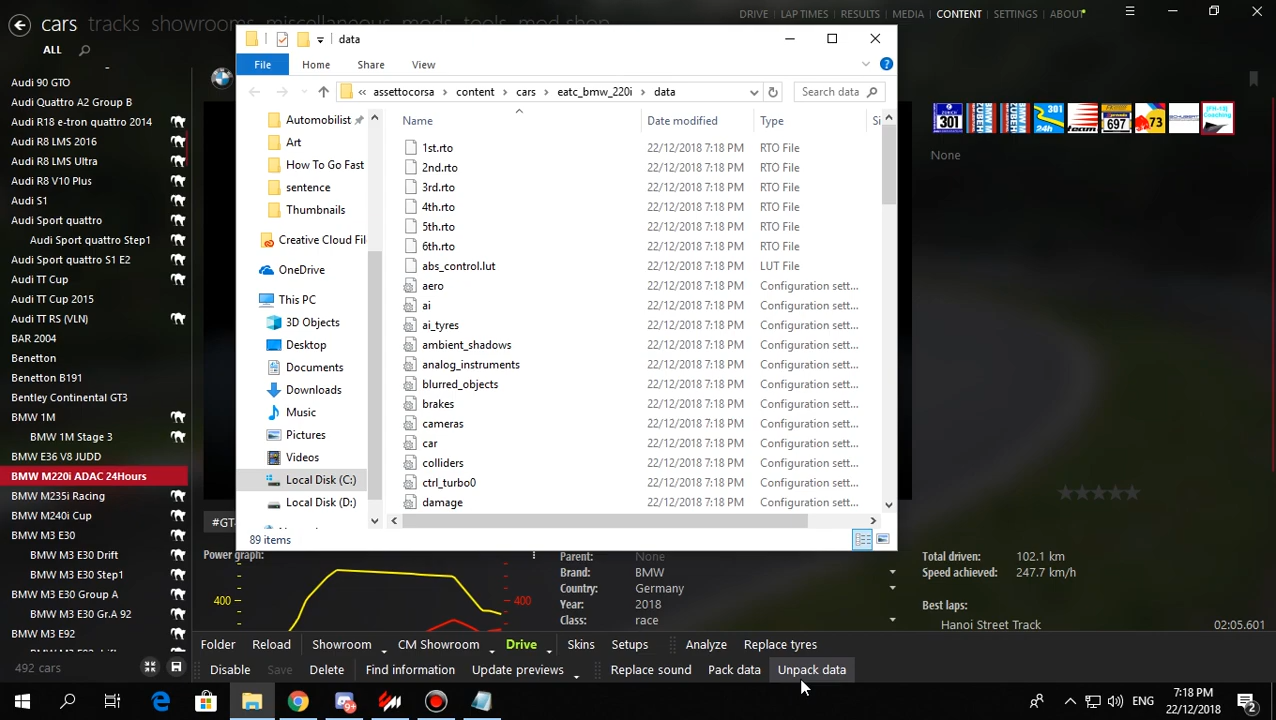 cars tracks showrooms miscellaneous mods tools mod shop
DRIVE LAP TIMES RESULTS MEDIA CONTENT SETTINGS ABOUT
ALL
Audi 90 GTO
Audi Quattro A2 Group B
Audi R18 e-tron quattro 2014
Audi R8 LMS 2016
Audi R8 LMS Ultra
Audi R8 V10 Plus
Audi S1
Audi Sport quattro
Audi Sport quattro Step1
Audi Sport quattro S1 E2
Audi TT Cup
Audi TT Cup 2015
Audi TT RS (VLN)
BAR 2004
Benetton
Benetton B191
Bentley Continental GT3
BMW 1M
BMW 1M Stage 3
BMW E36 V8 JUDD
BMW M220i ADAC 24Hours
BMW M235i Racing
BMW M240i Cup
BMW M3 E30
BMW M3 E30 Drift
BMW M3 E30 Step1
BMW M3 E30 Group A
BMW M3 E30 Gr.A 92
BMW M3 E92
492 cars
data
File Home Share View
« assettocorsa content cars eatc_bmw_220i data
Search data
Automobilist
Art
How To Go Fast
sentence
Thumbnails
Creative Cloud Fil
OneDrive
This PC
3D Objects
Desktop
Documents
Downloads
Music
Pictures
Videos
Local Disk (C:)
Local Disk (D:)
Name Date modified Type Si
1st.rto 22/12/2018 7:18 PM RTO File
2nd.rto 22/12/2018 7:18 PM RTO File
3rd.rto 22/12/2018 7:18 PM RTO File
4th.rto 22/12/2018 7:18 PM RTO File
5th.rto 22/12/2018 7:18 PM RTO File
6th.rto 22/12/2018 7:18 PM RTO File
abs_control.lut 22/12/2018 7:18 PM LUT File
aero 22/12/2018 7:18 PM Configuration sett...
ai 22/12/2018 7:18 PM Configuration sett...
ai_tyres 22/12/2018 7:18 PM Configuration sett...
ambient_shadows 22/12/2018 7:18 PM Configuration sett...
analog_instruments 22/12/2018 7:18 PM Configuration sett...
blurred_objects 22/12/2018 7:18 PM Configuration sett...
brakes 22/12/2018 7:18 PM Configuration sett...
cameras 22/12/2018 7:18 PM Configuration sett...
car 22/12/2018 7:18 PM Configuration sett...
colliders 22/12/2018 7:18 PM Configuration sett...
ctrl_turbo0 22/12/2018 7:18 PM Configuration sett...
damage 22/12/2018 7:18 PM Configuration sett...
89 items
301 301 24h 697 73 [FH-13] Coaching
None
#GT
Power graph:
400 400
Parent: None
Brand: BMW
Country: Germany
Year: 2018
Class: race
Total driven: 102.1 km
Speed achieved: 247.7 km/h
Best laps:
Hanoi Street Track 02:05.601
Folder Reload Showroom CM Showroom Drive Skins Setups Analyze Replace tyres
Disable Save Delete Find information Update previews Replace sound Pack data Unpack data
9+
ENG
7:18 PM
22/12/2018
2